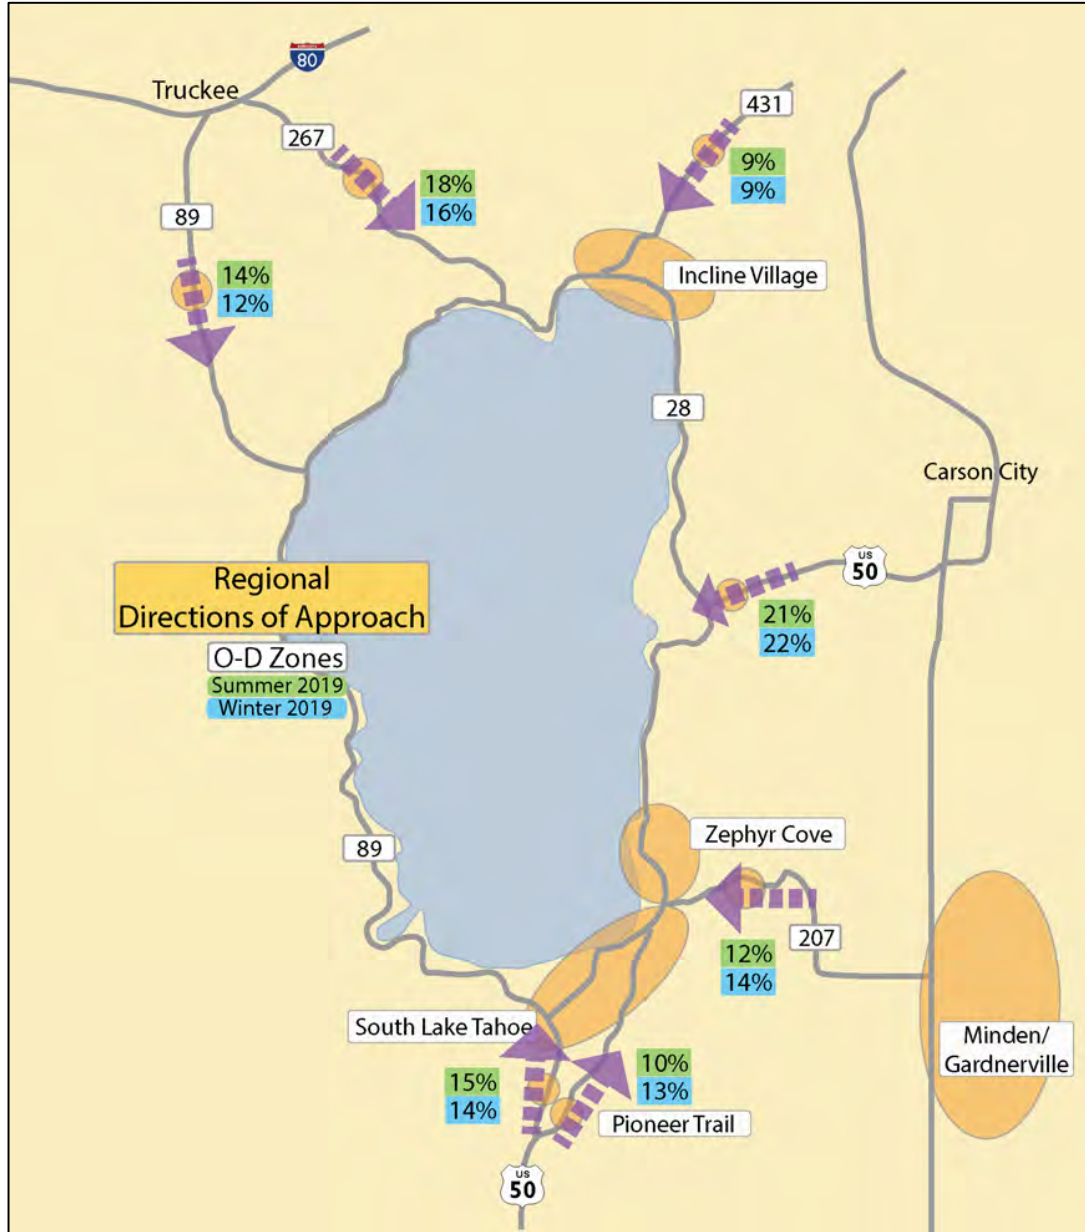 80
Truckee
431
267
9%
9%
18%
16%
89
14%
12%
Incline Village
28
Carson City
US
50
Regional
Directions of Approach
21%
22%
O-D Zones
Summer 2019
Winter 2019
Zephyr Cove
89
207
12%
14%
South Lake Tahoe
Minden/
Gardnerville
10%
13%
15%
14%
Pioneer Trail
US
50